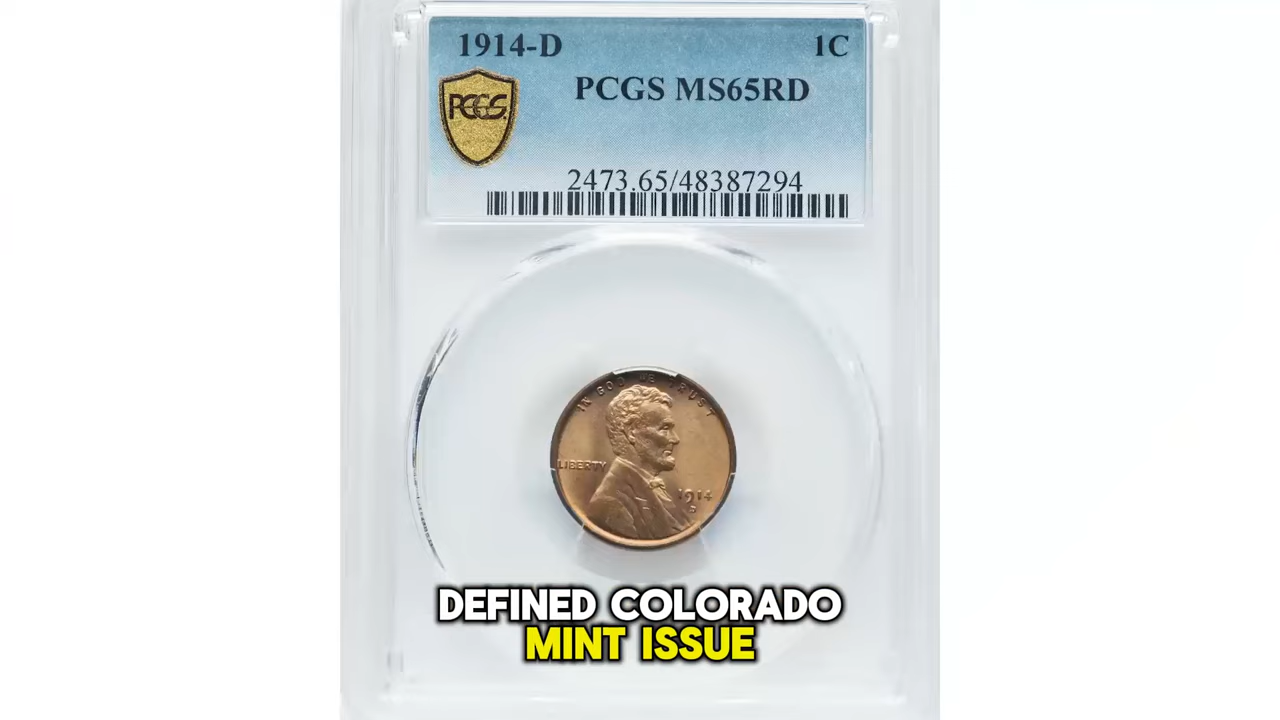 1914-D 1C
PCGS MS65RD
PCGS
2473.65/48387294
IN GOD WE TRUST
LIBERTY
1914
D
DEFINED COLORADO
MINT ISSUE